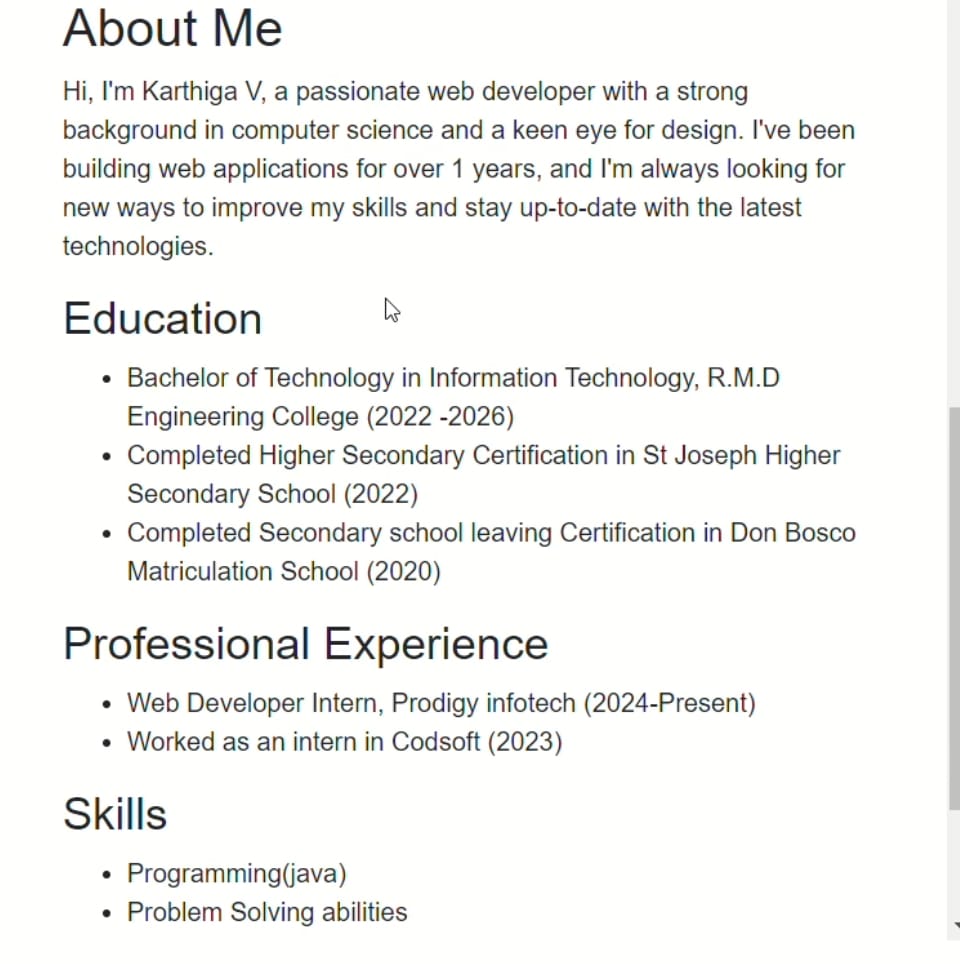 About Me
Hi, I'm Karthiga V, a passionate web developer with a strong
background in computer science and a keen eye for design. I've been
building web applications for over 1 years, and I'm always looking for
new ways to improve my skills and stay up-to-date with the latest
technologies.
Education
• Bachelor of Technology in Information Technology, R.M.D
Engineering College (2022 -2026)
• Completed Higher Secondary Certification in St Joseph Higher
Secondary School (2022)
• Completed Secondary school leaving Certification in Don Bosco
Matriculation School (2020)
Professional Experience
• Web Developer Intern, Prodigy infotech (2024-Present)
• Worked as an intern in Codsoft (2023)
Skills
• Programming(java)
• Problem Solving abilities